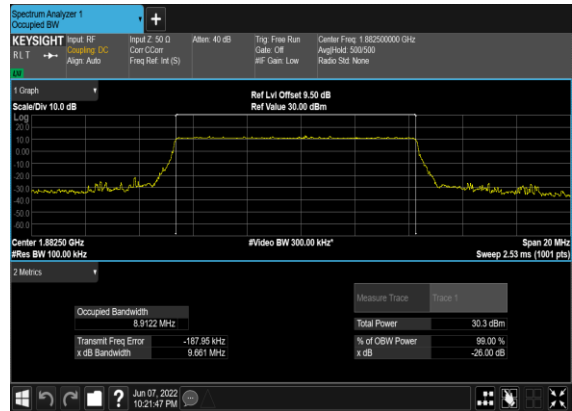 Spectrum Analyzer 1
Occupied BW
KEYSIGHT Input: RF Input Z: 50 Ω Atten: 40 dB Trig: Free Run Center Freq: 1.882500000 GHz
RLT Coupling: DC Corr CCorr Gate: Off Avg|Hold: 500/500
Align: Auto Freq Ref: Int (S) #IF Gain: Low Radio Std: None
1 Graph
Ref Lvl Offset 9.50 dB
Scale/Div 10.0 dB Ref Value 30.00 dBm
Log
20.0
10.0
0.00
-10.0
-20.0
-30.0
-40.0
-50.0
-60.0
Center 1.88250 GHz #Video BW 300.00 kHz* Span 20 MHz
#Res BW 100.00 kHz Sweep 2.53 ms (1001 pts)
2 Metrics
Measure Trace Trace 1
Occupied Bandwidth
8.9122 MHz Total Power 30.3 dBm
Transmit Freq Error -187.95 kHz % of OBW Power 99.00 %
x dB Bandwidth 9.661 MHz x dB -26.00 dB
Jun 07, 2022
10:21:47 PM